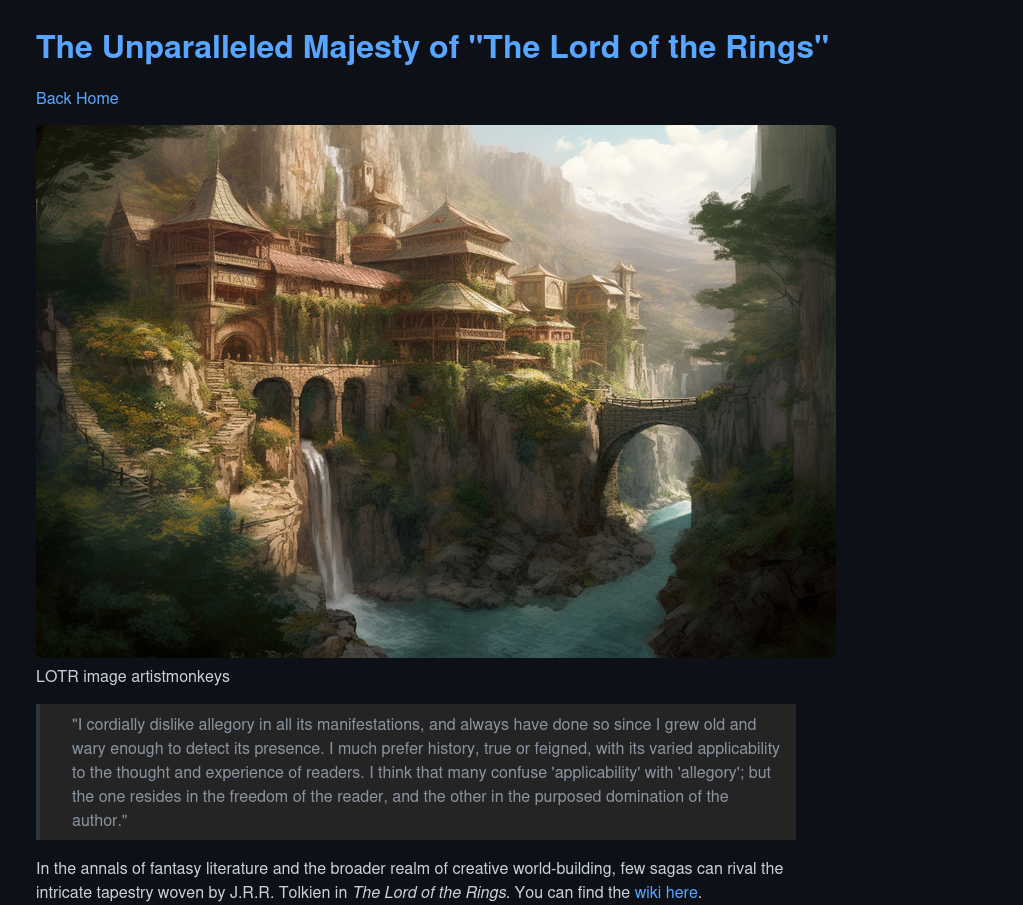 The Unparalleled Majesty of "The Lord of the Rings"
Back Home
LOTR image artistmonkeys
"I cordially dislike allegory in all its manifestations, and always have done so since I grew old and
wary enough to detect its presence. I much prefer history, true or feigned, with its varied applicability
to the thought and experience of readers. I think that many confuse 'applicability' with 'allegory'; but
the one resides in the freedom of the reader, and the other in the purposed domination of the
author."
In the annals of fantasy literature and the broader realm of creative world-building, few sagas can rival the
intricate tapestry woven by J.R.R. Tolkien in The Lord of the Rings. You can find the wiki here.